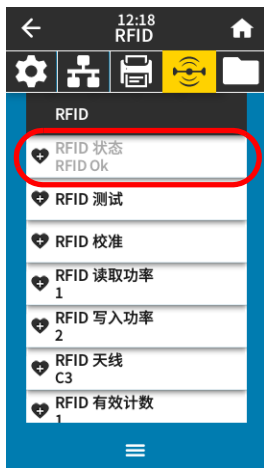 12:18
RFID
RFID
RFID 状态
RFID Ok
RFID 测试
RFID 校准
RFID 读取功率
1
RFID 写入功率
2
RFID 天线
C3
RFID 有效计数
1